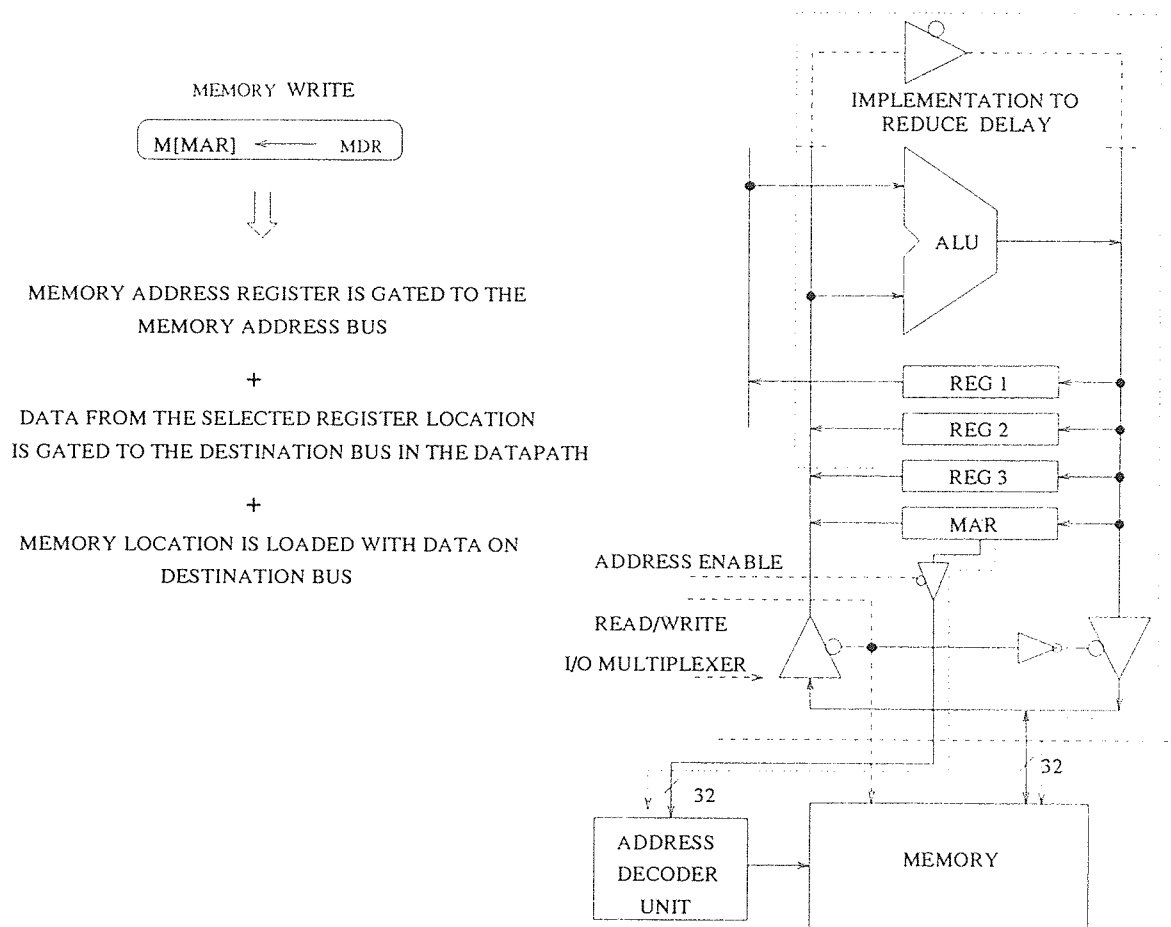 MEMORY WRITE
M[MAR] MDR
MEMORY ADDRESS REGISTER IS GATED TO THE
MEMORY ADDRESS BUS
+
DATA FROM THE SELECTED REGISTER LOCATION
IS GATED TO THE DESTINATION BUS IN THE DATAPATH
+
MEMORY LOCATION IS LOADED WITH DATA ON
DESTINATION BUS
IMPLEMENTATION TO
REDUCE DELAY
ALU
REG 1
REG 2
REG 3
MAR
ADDRESS ENABLE
READ/WRITE
I/O MULTIPLEXER
32
32
ADDRESS
DECODER
UNIT
MEMORY